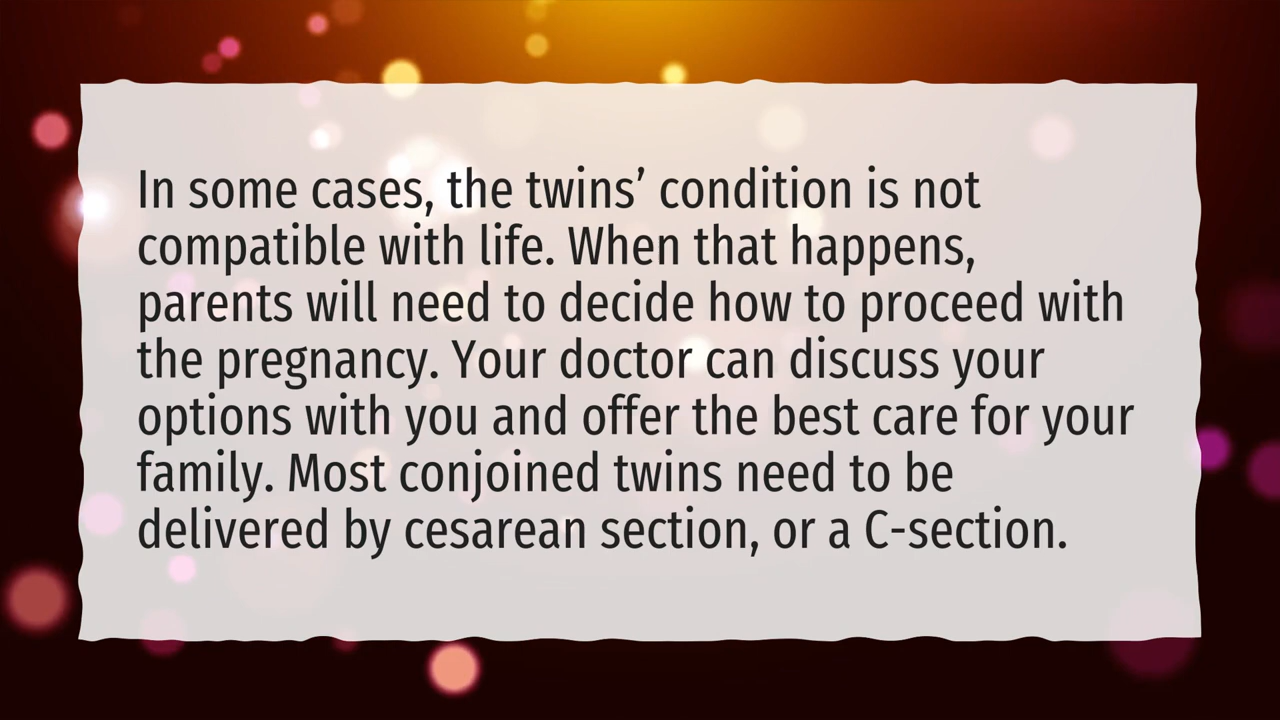 In some cases, the twins’ condition is not
compatible with life. When that happens,
parents will need to decide how to proceed with
the pregnancy. Your doctor can discuss your
options with you and offer the best care for your
family. Most conjoined twins need to be
delivered by cesarean section, or a C-section.